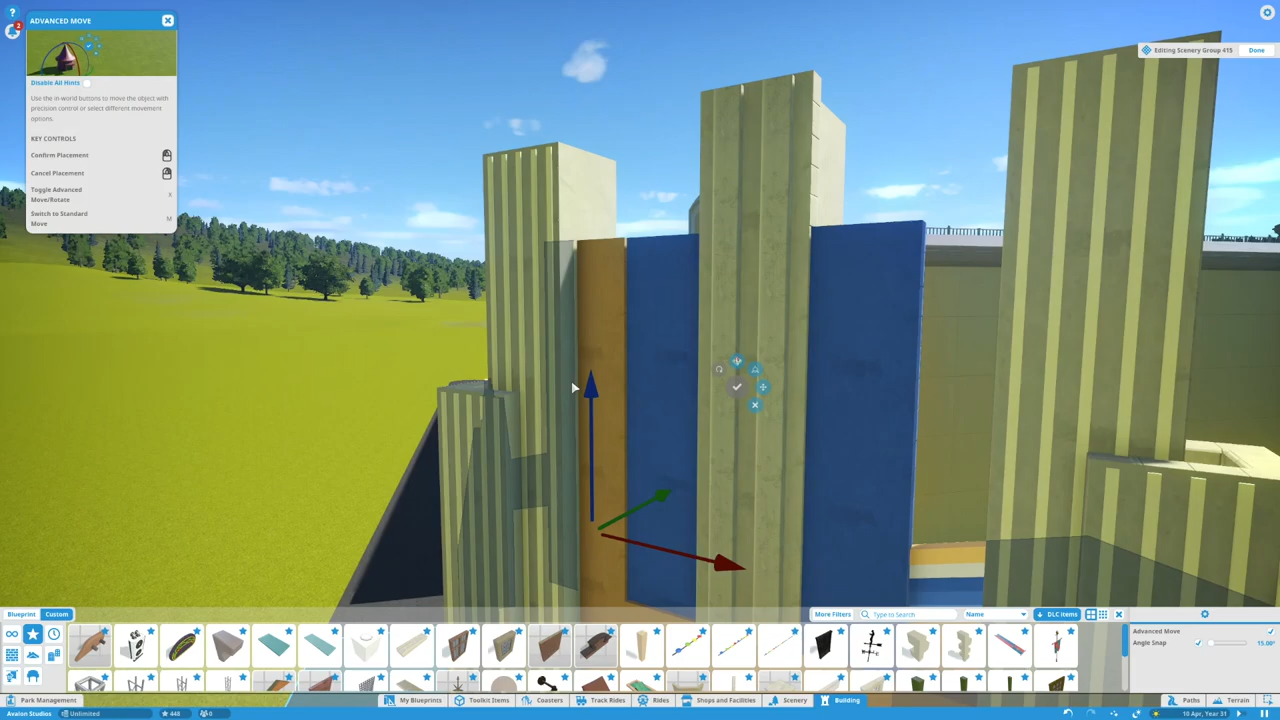 ?
2
ADVANCED MOVE
Disable All Hints
Use the in-world buttons to move the object with
precision control or select different movement
options.
KEY CONTROLS
Confirm Placement
Cancel Placement
Toggle Advanced
Move/Rotate
X
Switch to Standard
Move
M
Editing Scenery Group 415
Done
Blueprint
Custom
More Filters
Type to Search
Name
DLC Items
Advanced Move
Angle Snap
15.00°
Park Management
My Blueprints
Toolkit Items
Coasters
Track Rides
Rides
Shops and Facilities
Scenery
Building
Paths
Terrain
Avalon Studios
Unlimited
448
0
10 Apr, Year 31